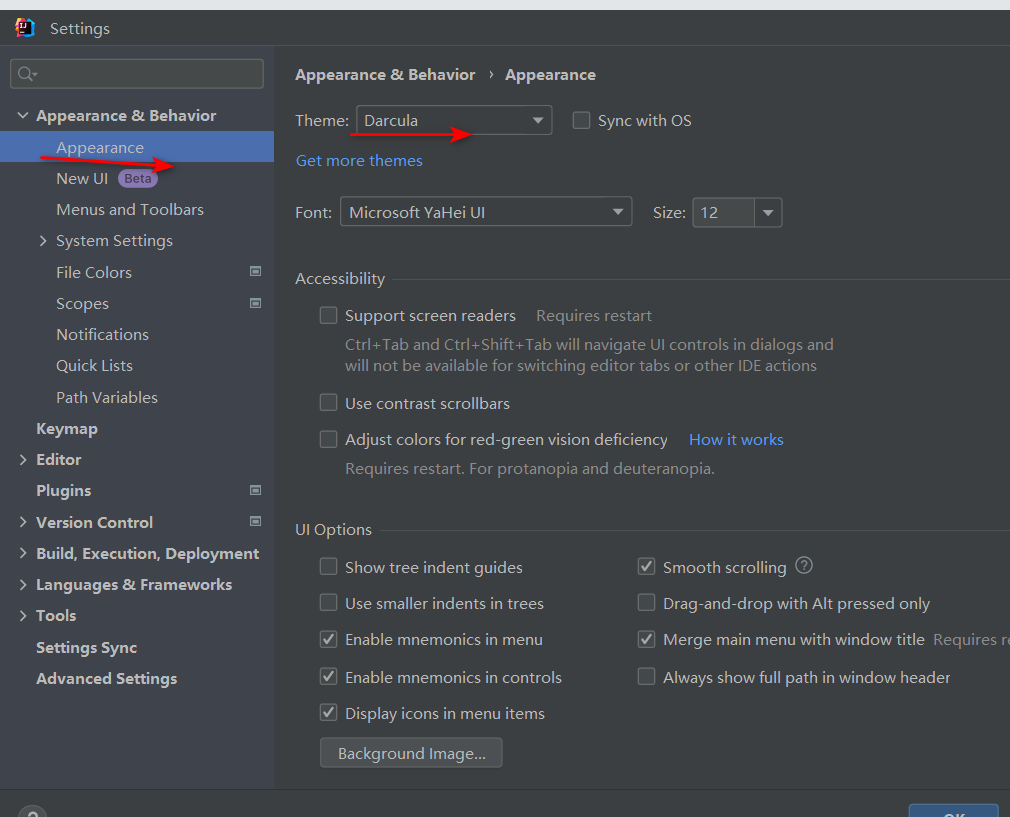 Settings
Appearance & Behavior
Appearance
New UI Beta
Menus and Toolbars
System Settings
File Colors
Scopes
Notifications
Quick Lists
Path Variables
Keymap
Editor
Plugins
Version Control
Build, Execution, Deployment
Languages & Frameworks
Tools
Settings Sync
Advanced Settings
Appearance & Behavior › Appearance
Theme: Darcula Sync with OS
Get more themes
Font: Microsoft YaHei UI Size: 12
Accessibility
Support screen readers Requires restart
Ctrl+Tab and Ctrl+Shift+Tab will navigate UI controls in dialogs and
will not be available for switching editor tabs or other IDE actions
Use contrast scrollbars
Adjust colors for red-green vision deficiency How it works
Requires restart. For protanopia and deuteranopia.
UI Options
Show tree indent guides Smooth scrolling ?
Use smaller indents in trees Drag-and-drop with Alt pressed only
Enable mnemonics in menu Merge main menu with window title Requires re
Enable mnemonics in controls Always show full path in window header
Display icons in menu items
Background Image...
? OK